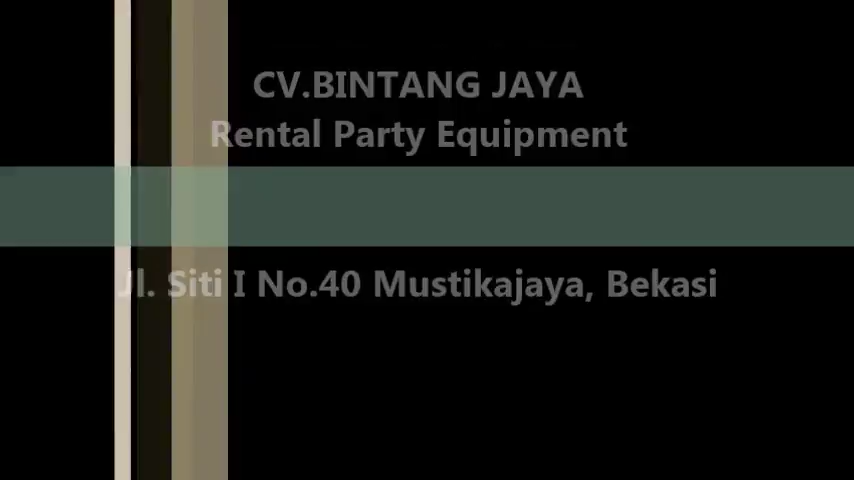 CV.BINTANG JAYA
Rental Party Equipment
Jl. Siti I No.40 Mustikajaya, Bekasi